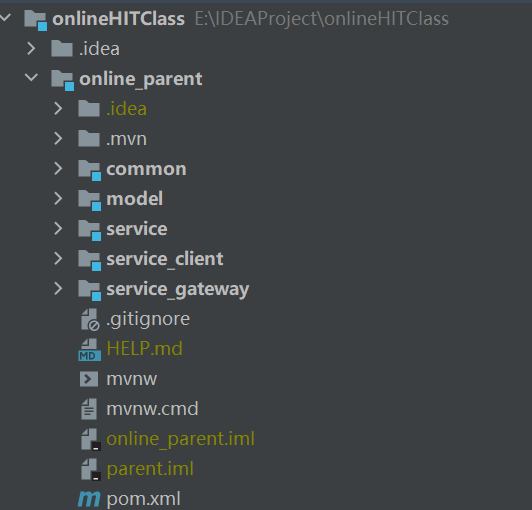 onlineHITClass E:\IDEAProject\onlineHITClass
.idea
online_parent
.idea
.mvn
common
model
service
service_client
service_gateway
.gitignore
MD HELP.md
mvnw
mvnw.cmd
online_parent.iml
parent.iml
m pom.xml